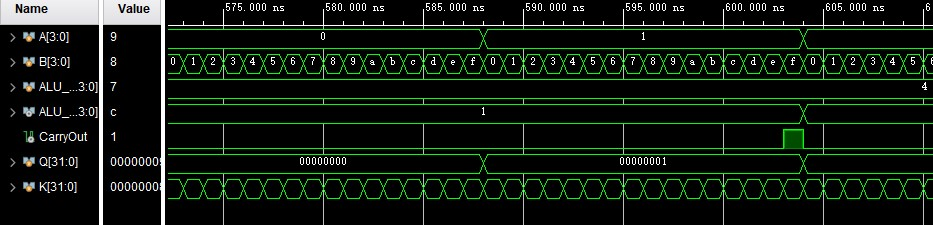 Name Value 575.000 ns 580.000 ns 585.000 ns 590.000 ns 595.000 ns 600.000 ns 605.000 ns 6
A[3:0] 9 0 1
B[3:0] 8 0 1 2 3 4 5 6 7 8 9 a b c d e f 0 1 2 3 4 5 6 7 8 9 a b c d e f 0 1 2 3 4 5 6
ALU_...3:0] 7 4
ALU_...3:0] c 1
CarryOut 1
Q[31:0] 00000009 00000000 00000001
K[31:0] 00000008